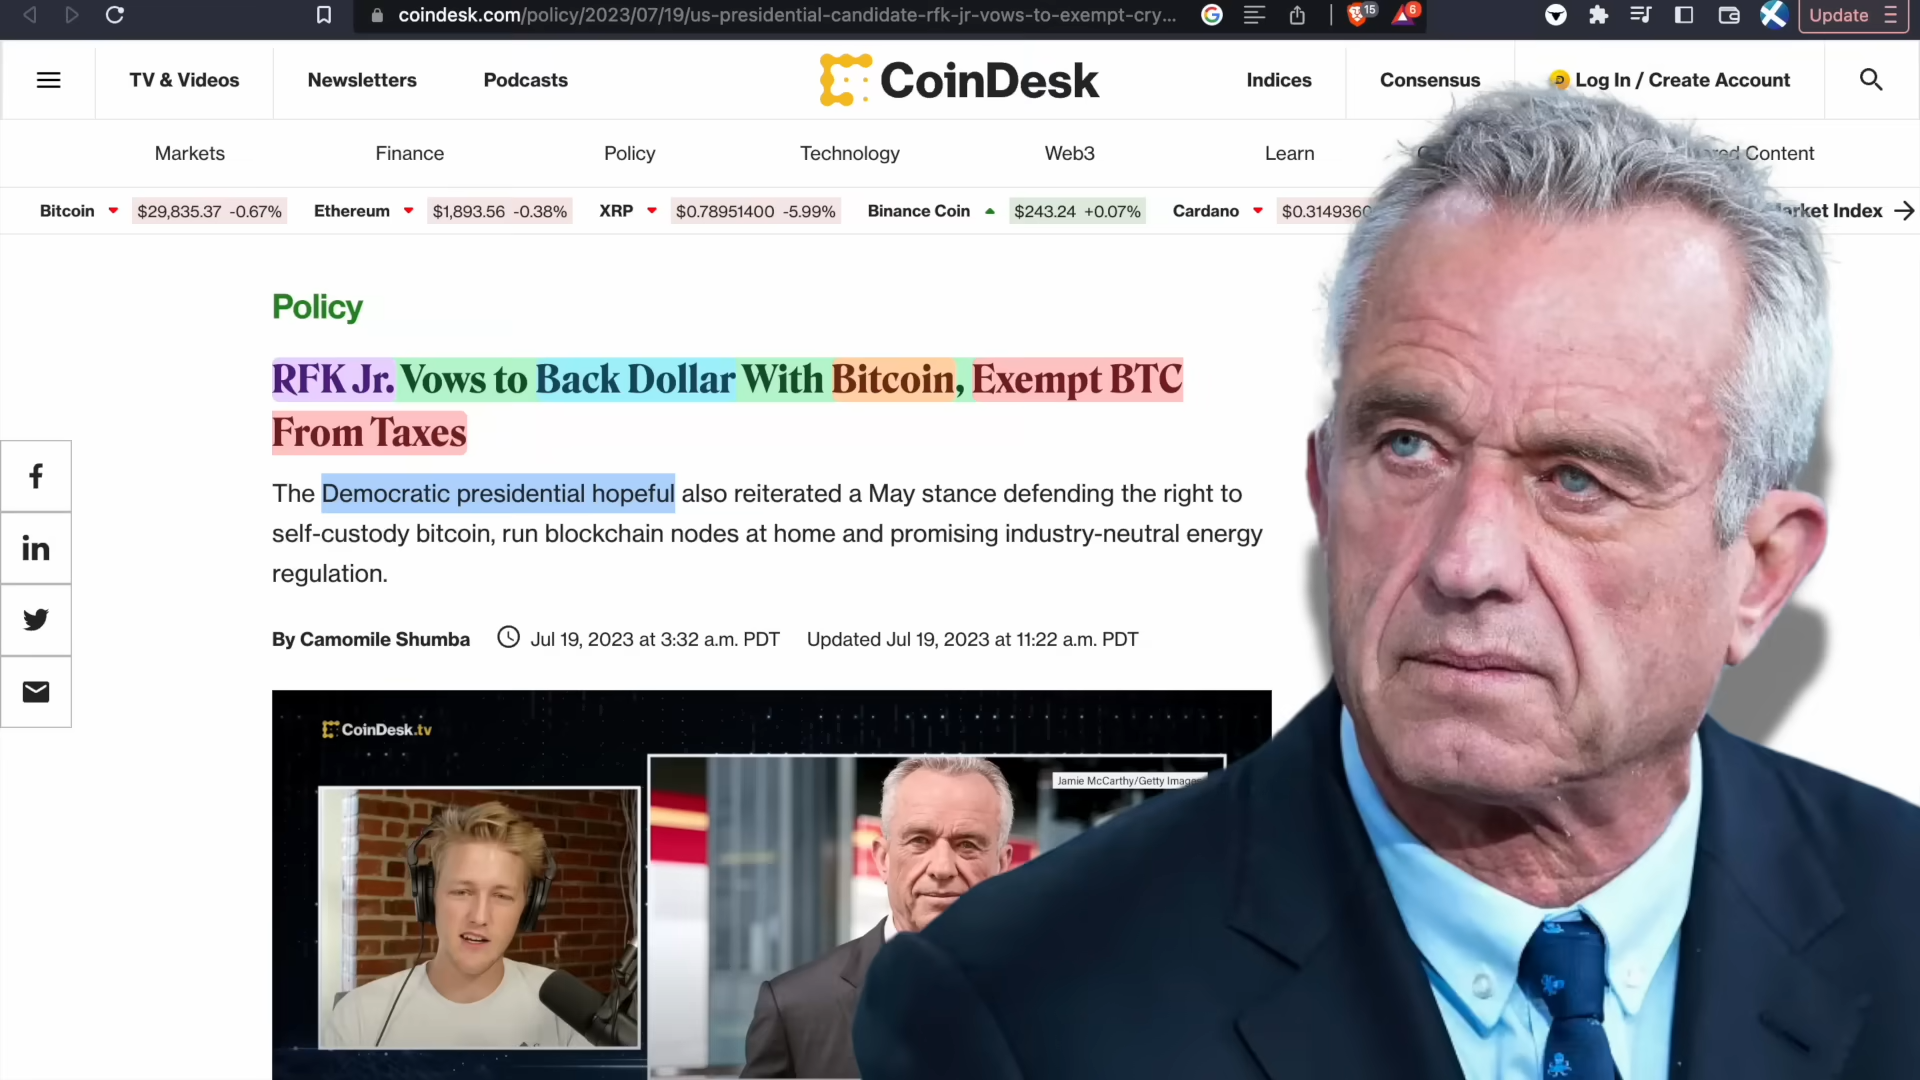 coindesk.com/policy/2023/07/19/us-presidential-candidate-rfk-jr-vows-to-exempt-cry...
15
6
Update
TV & Videos
Newsletters
Podcasts
CoinDesk
Indices
Consensus
Log In / Create Account
Markets
Finance
Policy
Technology
Web3
Learn
Content
Bitcoin $29,835.37 -0.67%
Ethereum $1,893.56 -0.38%
XRP $0.78951400 -5.99%
Binance Coin $243.24 +0.07%
Cardano $0.3149360
Index
Policy
RFK Jr. Vows to Back Dollar With Bitcoin, Exempt BTC
From Taxes
The Democratic presidential hopeful also reiterated a May stance defending the right to
self-custody bitcoin, run blockchain nodes at home and promising industry-neutral energy
regulation.
By Camomile Shumba
Jul 19, 2023 at 3:32 a.m. PDT
Updated Jul 19, 2023 at 11:22 a.m. PDT
f
in
CoinDesk.tv
Jamie McCarthy/Getty Images